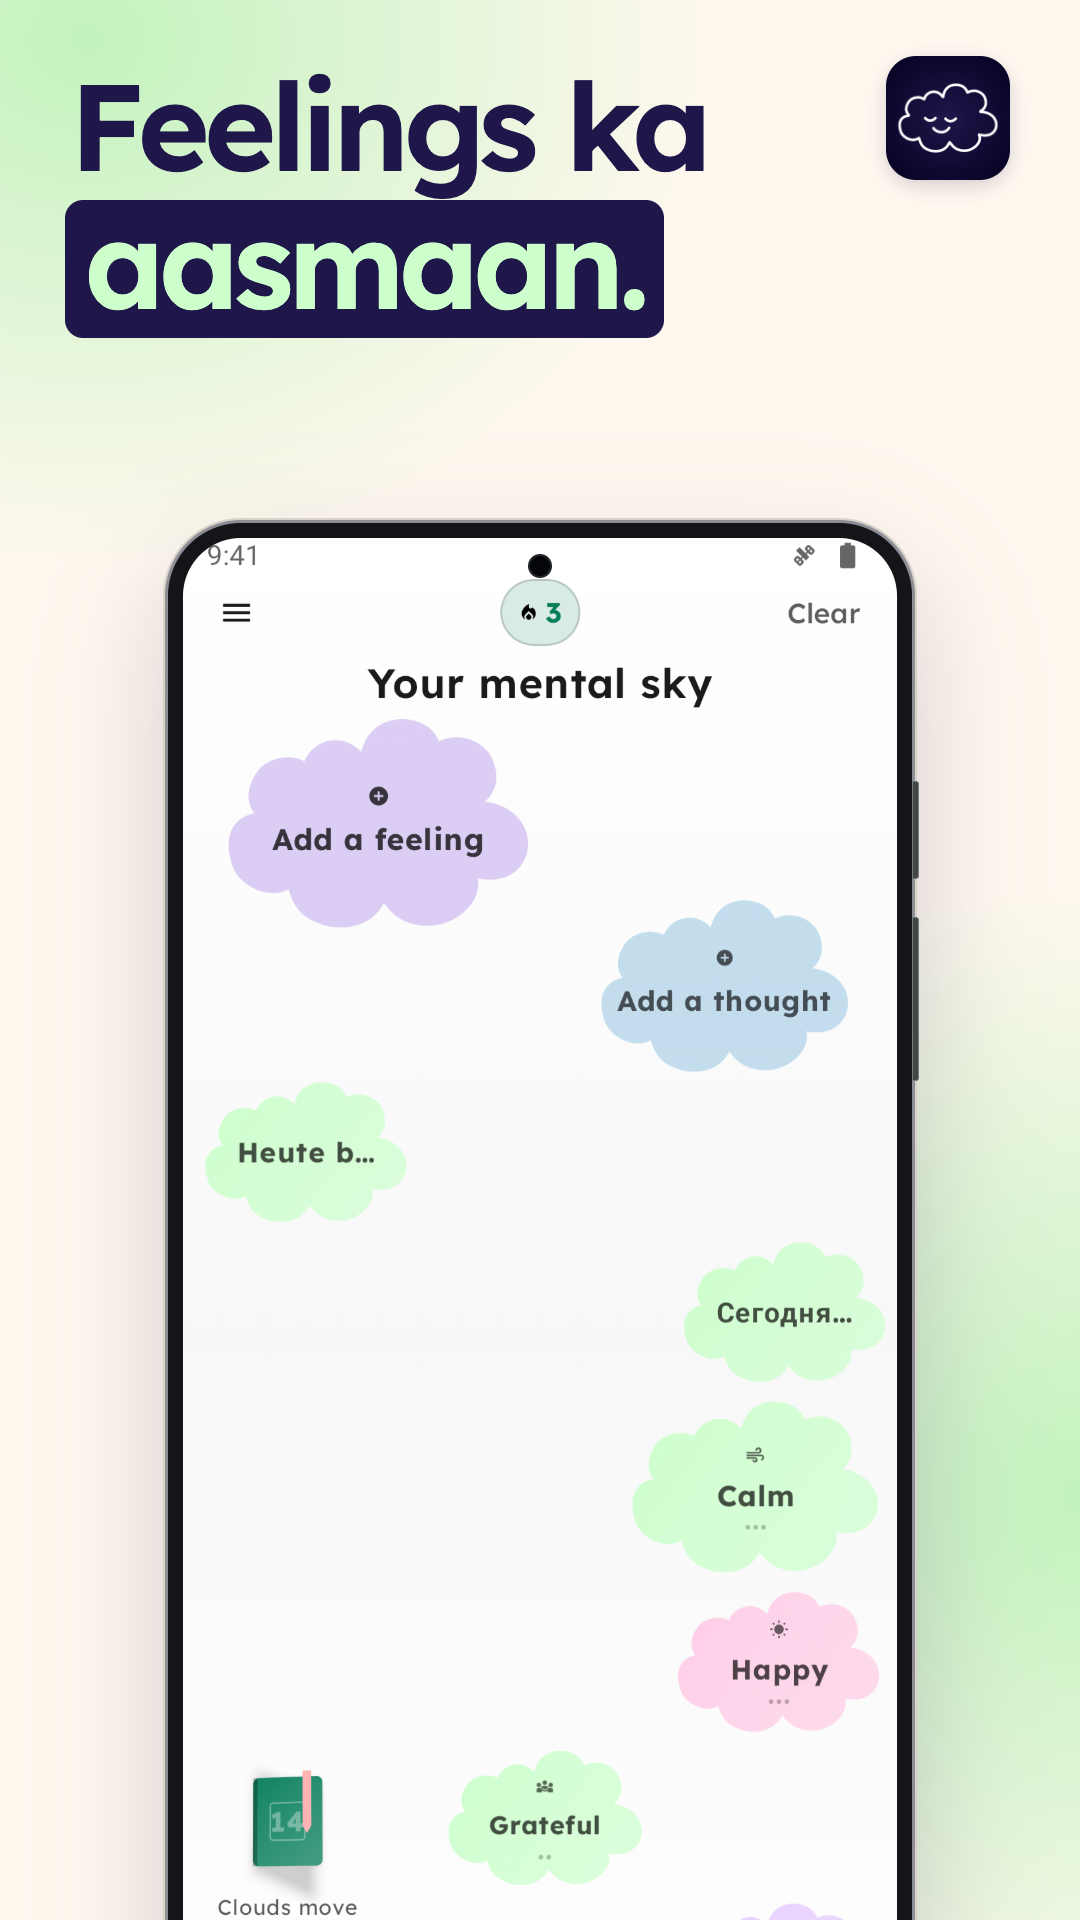 Feelings ka
aasmaan.
9:41
3
Clear
Your mental sky
Add a feeling
Add a thought
Heute b...
Сегодня...
Calm
Happy
Grateful
14
Clouds move